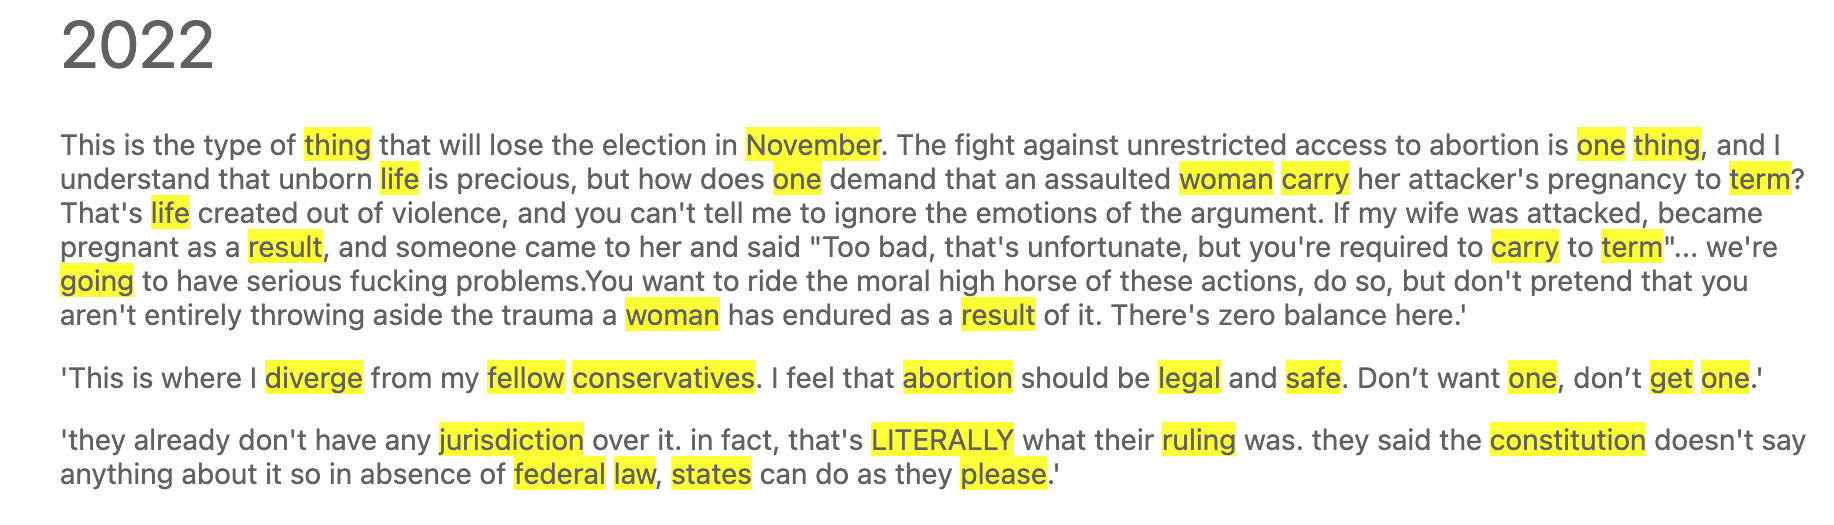 2022
This is the type of thing that will lose the election in November. The fight against unrestricted access to abortion is one thing, and I
understand that unborn life is precious, but how does one demand that an assaulted woman carry her attacker's pregnancy to term?
That's life created out of violence, and you can't tell me to ignore the emotions of the argument. If my wife was attacked, became
pregnant as a result, and someone came to her and said "Too bad, that's unfortunate, but you're required to carry to term"... we're
going to have serious fucking problems.You want to ride the moral high horse of these actions, do so, but don't pretend that you
aren't entirely throwing aside the trauma a woman has endured as a result of it. There's zero balance here.'
'This is where I diverge from my fellow conservatives. I feel that abortion should be legal and safe. Don’t want one, don’t get one.'
'they already don't have any jurisdiction over it. in fact, that's LITERALLY what their ruling was. they said the constitution doesn't say
anything about it so in absence of federal law, states can do as they please.'